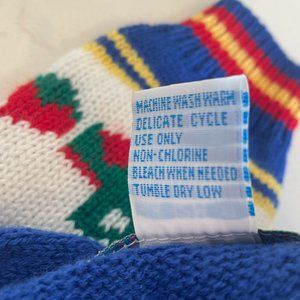 MACHINE WASH WARM
DELICATE CYCLE
USE ONLY
NON-CHLORINE
BLEACH WHEN NEEDED
TUMBLE DRY LOW